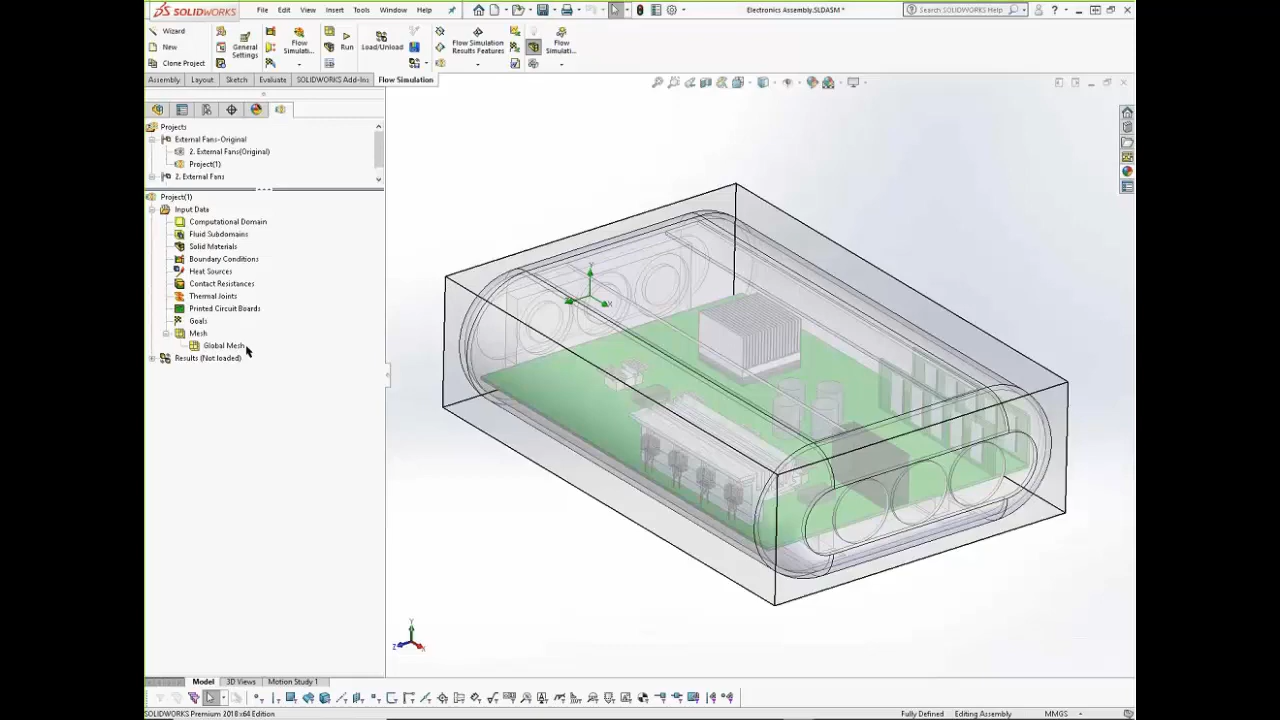 SOLIDWORKS File Edit View Insert Tools Window Help Electronics Assembly.SLDASM * Search SOLIDWORKS Help
Wizard
New
Clone Project
General Settings
Flow Simulati...
Run
Load/Unload
Flow Simulation Results Features
Flow Simulati...
Assembly Layout Sketch Evaluate SOLIDWORKS Add-Ins Flow Simulation
Projects
External Fans-Original
2. External Fans(Original)
Project(1)
2. External Fans
Project(1)
Input Data
Computational Domain
Fluid Subdomains
Solid Materials
Boundary Conditions
Heat Sources
Contact Resistances
Thermal Joints
Printed Circuit Boards
Goals
Mesh
Global Mesh
Results (Not loaded)
Y
X
Y
Z X
Model 3D Views Motion Study 1
SOLIDWORKS Premium 2018 x64 Edition Fully Defined Editing Assembly MMGS